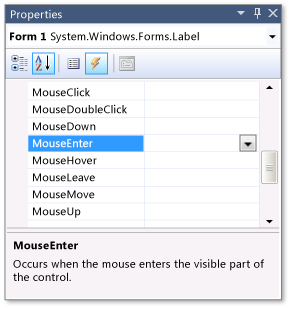 Properties
Form 1 System.Windows.Forms.Label
MouseClick
MouseDoubleClick
MouseDown
MouseEnter
MouseHover
MouseLeave
MouseMove
MouseUp
MouseEnter
Occurs when the mouse enters the visible part
of the control.